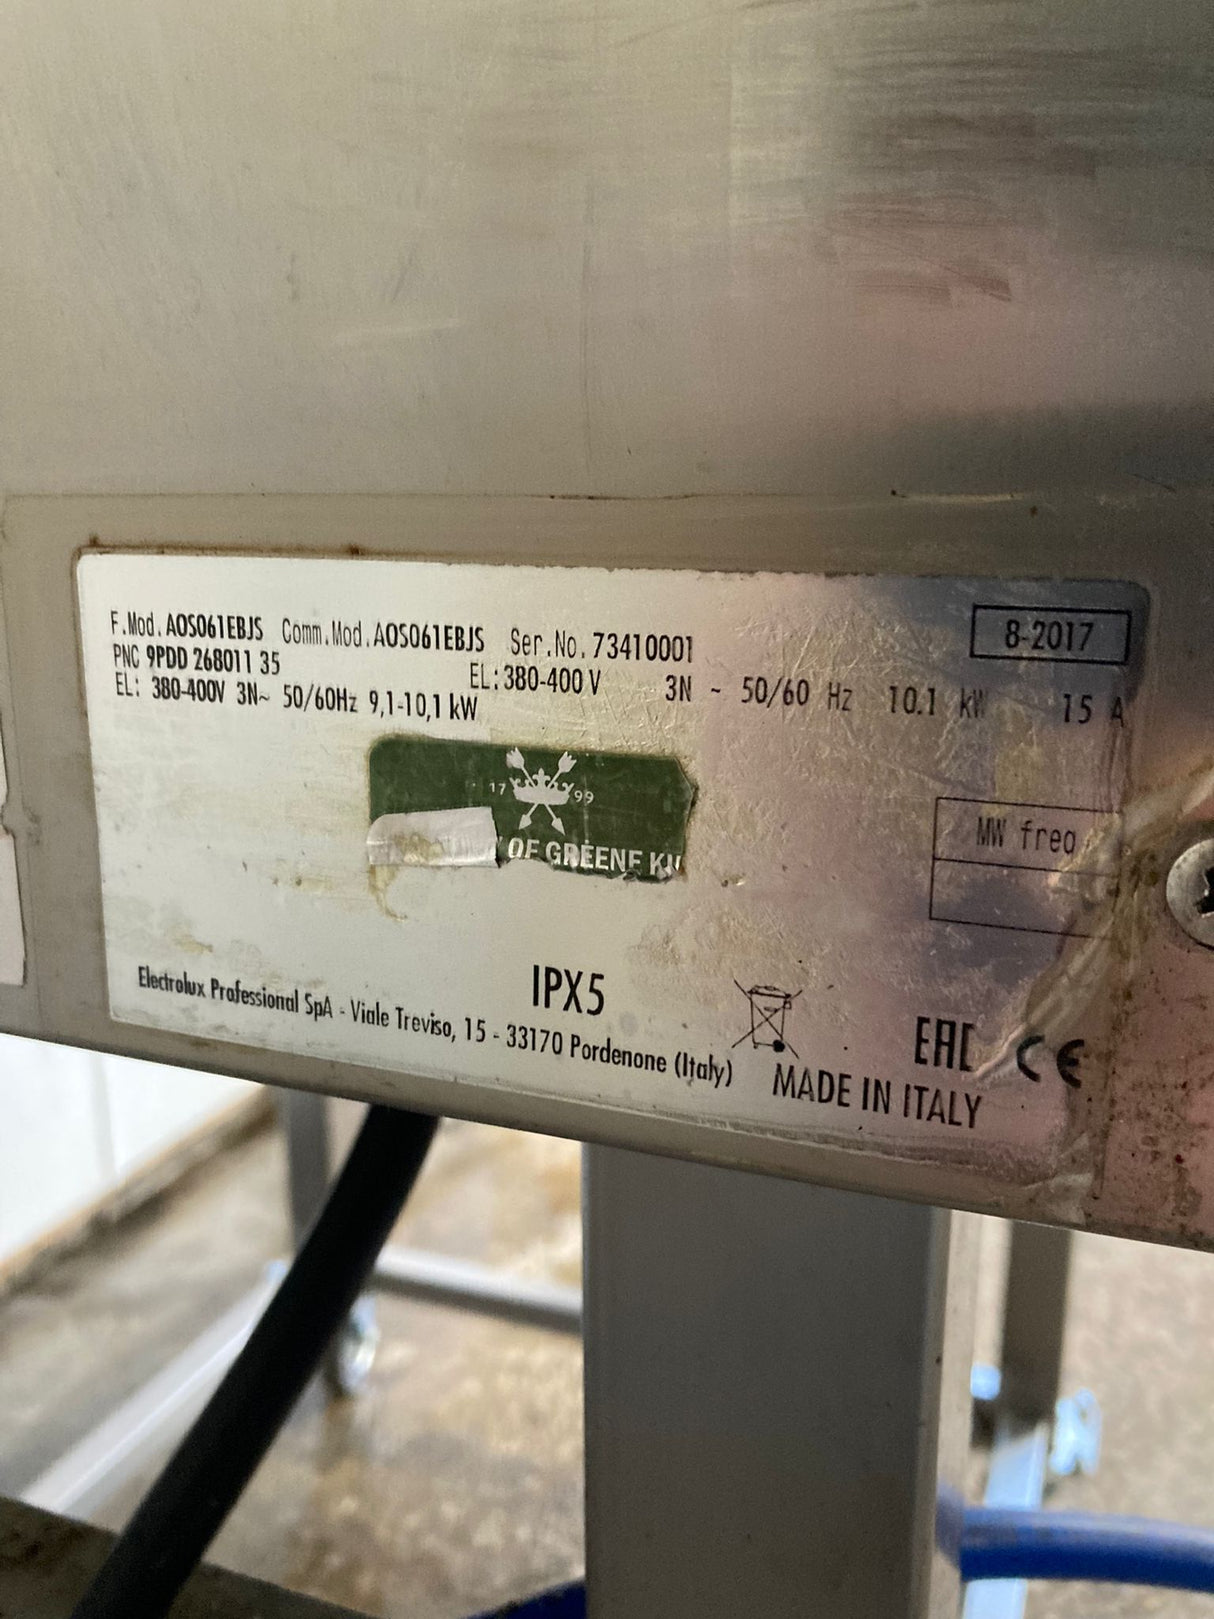 F.Mod. AOS061EBJS Comm.Mod. AOS061EBJS Ser.No. 73410001
8-2017
PNC 9PDD 268011 35
EL: 380-400 V 3N ~ 50/60 Hz 10.1 kW 15 A
EL: 380-400V 3N~ 50/60Hz 9,1-10,1 kW
17 99
OF GREENE
MW freq
IPX5
Electrolux Professional SpA - Viale Treviso, 15 - 33170 Pordenone (Italy)
EAC CE
MADE IN ITALY